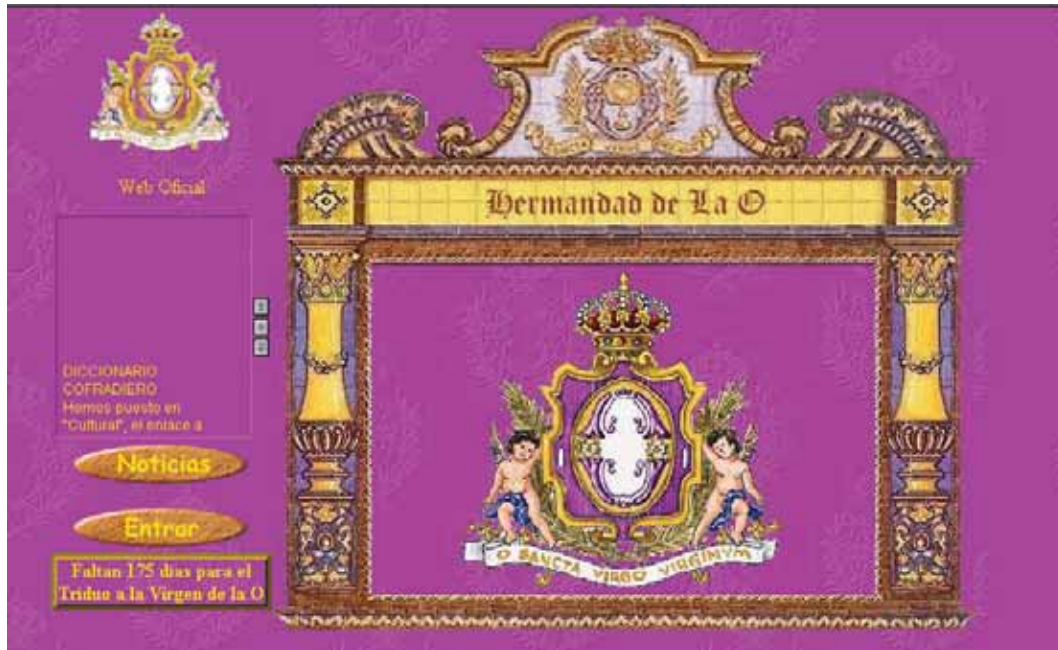 Web Oficial
DICCIONARIO
COFRADIERO
Hemos puesto en
"Cultural", el enlace a
Noticias
Entrar
Faltan 175 dias para el
Triduo a la Virgen de la O
Hermandad de La O
O SANCTA VIRGO VIRGINVM